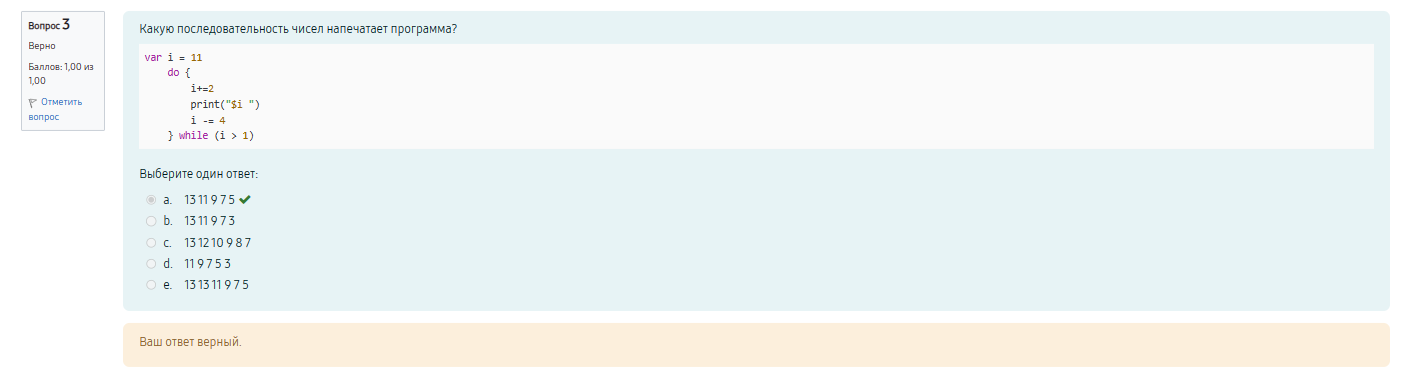 Вопрос 3
Верно
Баллов: 1,00 из
1,00
Отметить
вопрос
Какую последовательность чисел напечатает программа?
var i = 11
do {
i+=2
print("$i ")
i -= 4
} while (i > 1)
Выберите один ответ:
a. 13 11 9 7 5
b. 13 11 9 7 3
c. 13 12 10 9 8 7
d. 11 9 7 5 3
e. 13 13 11 9 7 5
Ваш ответ верный.